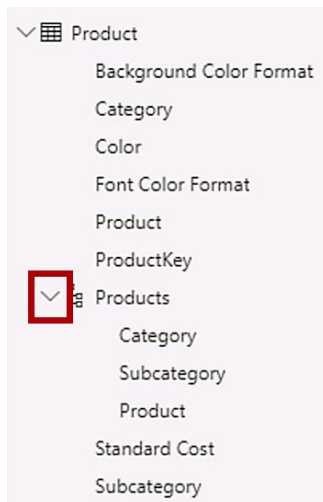 Product
Background Color Format
Category
Color
Font Color Format
Product
ProductKey
Products
Category
Subcategory
Product
Standard Cost
Subcategory